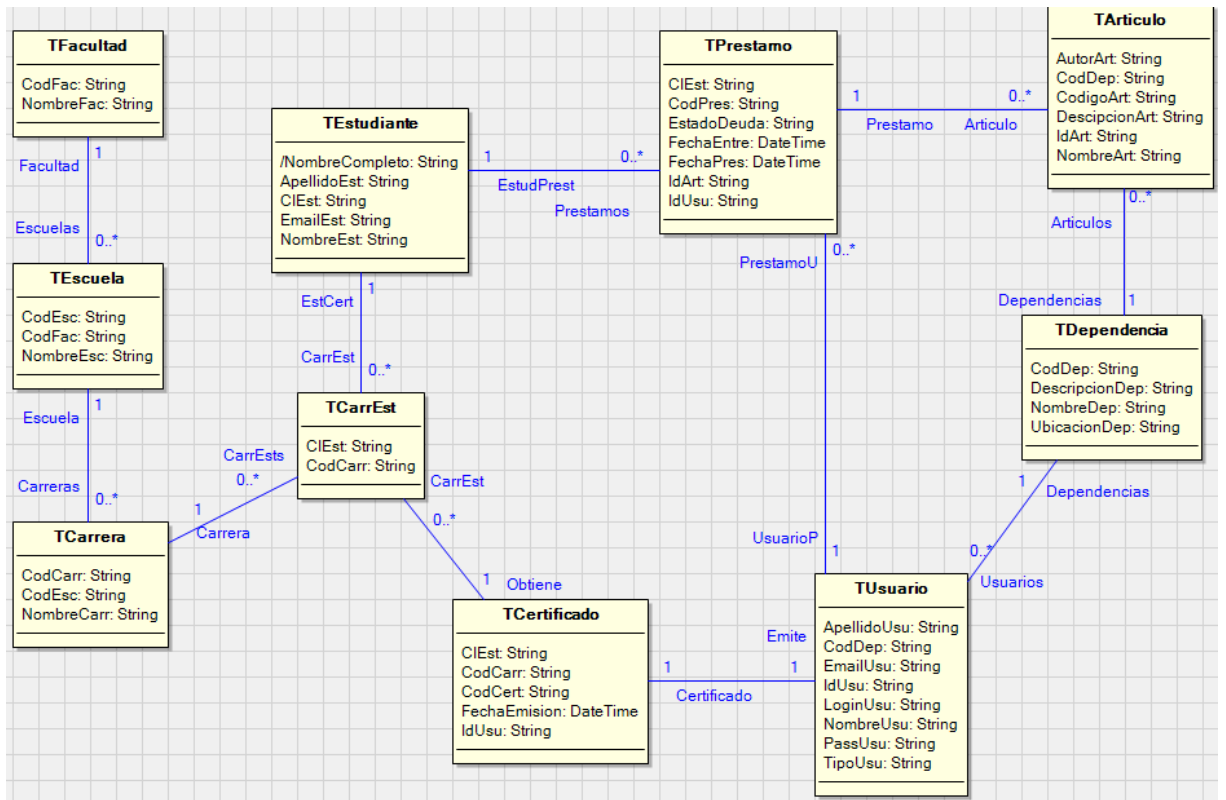 TFacultad
CodFac: String
NombreFac: String
1
Facultad
Escuelas
0..*
TEscuela
CodEsc: String
CodFac: String
NombreEsc: String
1
Escuela
Carreras
0..*
TCarrera
CodCarr: String
CodEsc: String
NombreCarr: String
1
Carrera
CarrEsts
0..*
TEstudiante
/NombreCompleto: String
ApellidoEst: String
CIEst: String
EmailEst: String
NombreEst: String
1
EstudPrest
0..*
Prestamos
1
EstCert
CarrEst
0..*
TCarrEst
CIEst: String
CodCarr: String
CarrEst
0..*
1
Obtiene
TCertificado
CIEst: String
CodCarr: String
CodCert: String
FechaEmision: DateTime
IdUsu: String
1
Certificado
Emite
1
TPrestamo
CIEst: String
CodPres: String
EstadoDeuda: String
FechaEntre: DateTime
FechaPres: DateTime
IdArt: String
IdUsu: String
1
Prestamo
0..*
Articulo
PrestamoU
0..*
UsuarioP
1
TArticulo
AutorArt: String
CodDep: String
CodigoArt: String
DescipcionArt: String
IdArt: String
NombreArt: String
0..*
Articulos
Dependencias
1
TDependencia
CodDep: String
DescripcionDep: String
NombreDep: String
UbicacionDep: String
1
Dependencias
0..*
Usuarios
TUsuario
ApellidoUsu: String
CodDep: String
EmailUsu: String
IdUsu: String
LoginUsu: String
NombreUsu: String
PassUsu: String
TipoUsu: String